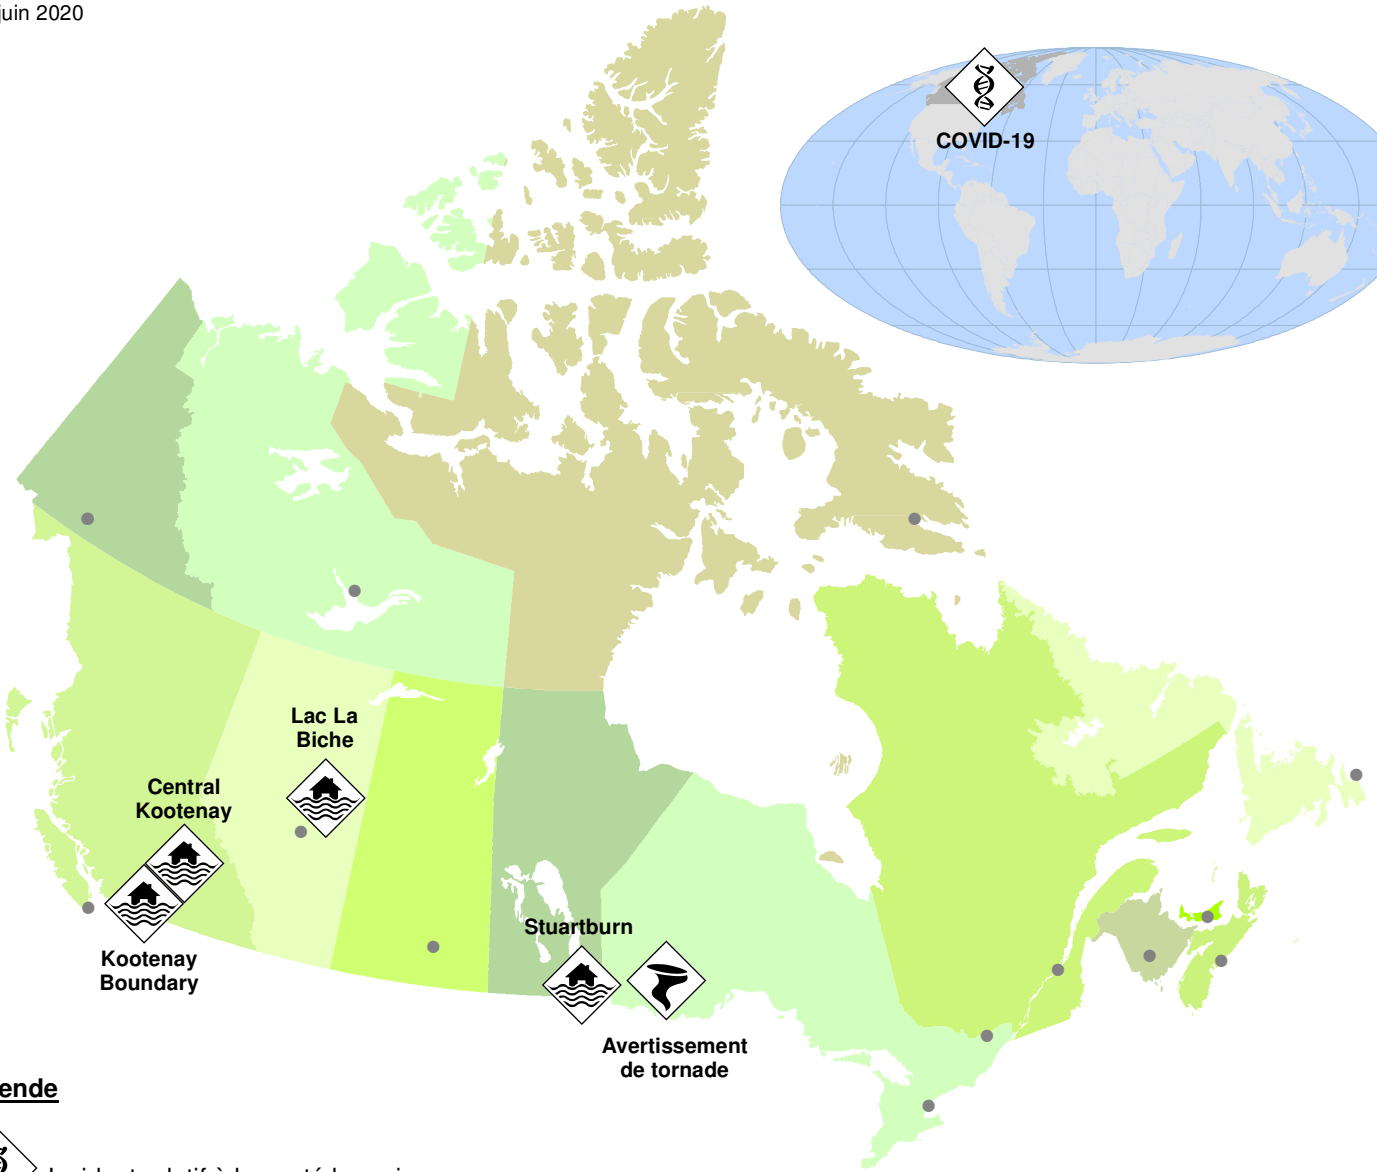 juin 2020
COVID-19
Lac La
Biche
Central
Kootenay
Kootenay
Boundary
Stuartburn
Avertissement
de tornade
ende